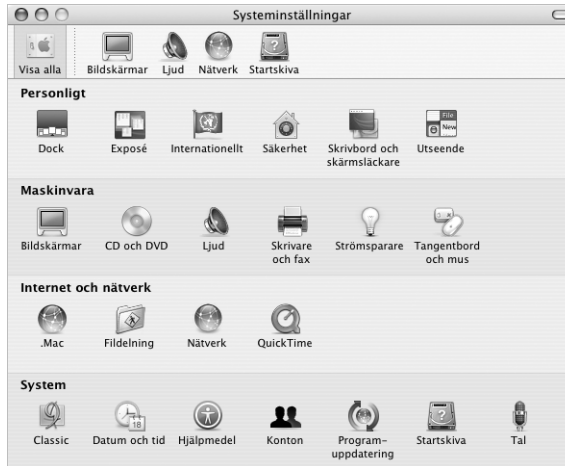 Systeminställningar
Visa alla Bildskärmar Ljud Nätverk Startskiva
Personligt
Dock Exposé Internationellt Säkerhet Skrivbord och skärmsläckare Utseende
File
New
Maskinvara
Bildskärmar CD och DVD Ljud Skrivare och fax Strömsparare Tangentbord och mus
Internet och nätverk
.Mac Fildelning Nätverk QuickTime
System
18
Classic Datum och tid Hjälpmedel Konton Program-uppdatering Startskiva Tal